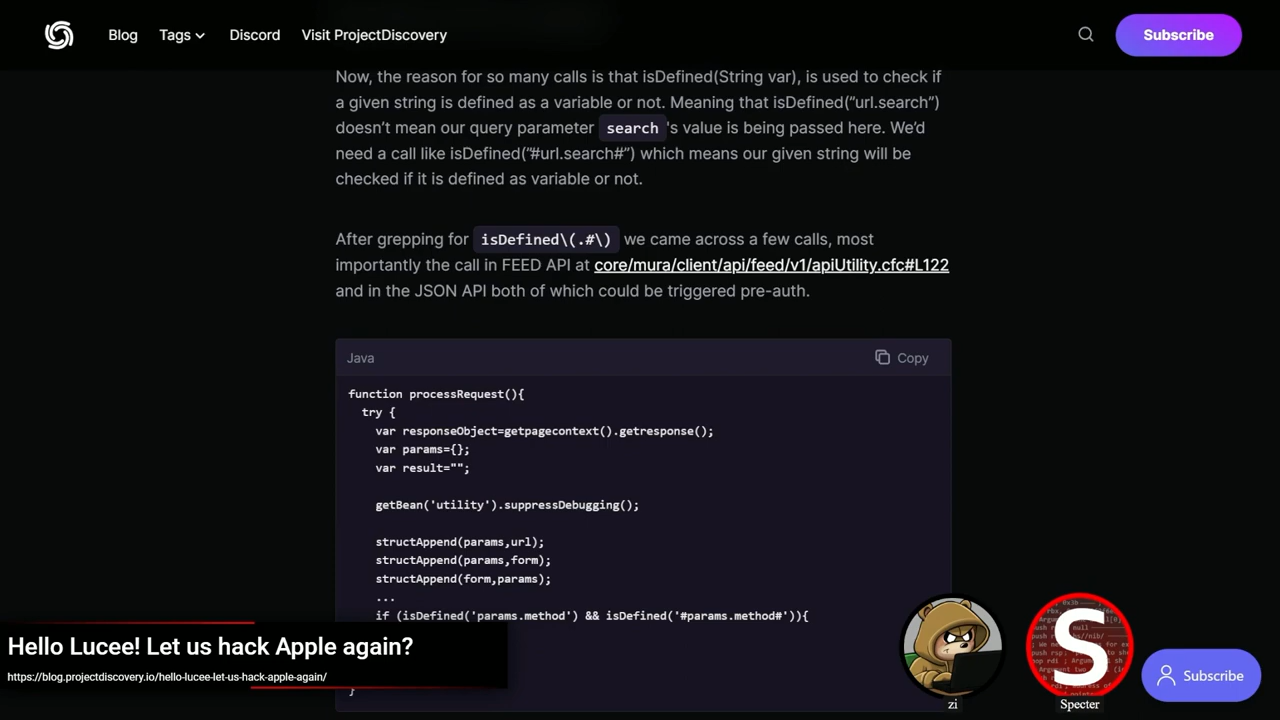 Blog
Tags
Discord
Visit ProjectDiscovery
Subscribe
Now, the reason for so many calls is that isDefined(String var), is used to check if
a given string is defined as a variable or not. Meaning that isDefined(“url.search”)
doesn’t mean our query parameter search 's value is being passed here. We’d
need a call like isDefined(“#url.search#”) which means our given string will be
checked if it is defined as variable or not.
After grepping for isDefined\(.#\) we came across a few calls, most
importantly the call in FEED API at core/mura/client/api/feed/v1/apiUtility.cfc#L122
and in the JSON API both of which could be triggered pre-auth.
Java
Copy
function processRequest(){
try {
var responseObject=getpagecontext().getresponse();
var params={};
var result="";
getBean('utility').suppressDebugging();
structAppend(params,url);
structAppend(params,form);
structAppend(form,params);
...
if (isDefined('params.method') && isDefined('#params.method#')){
}
Hello Lucee! Let us hack Apple again?
https://blog.projectdiscovery.io/hello-lucee-let-us-hack-apple-again/
zi
S
Specter
Subscribe